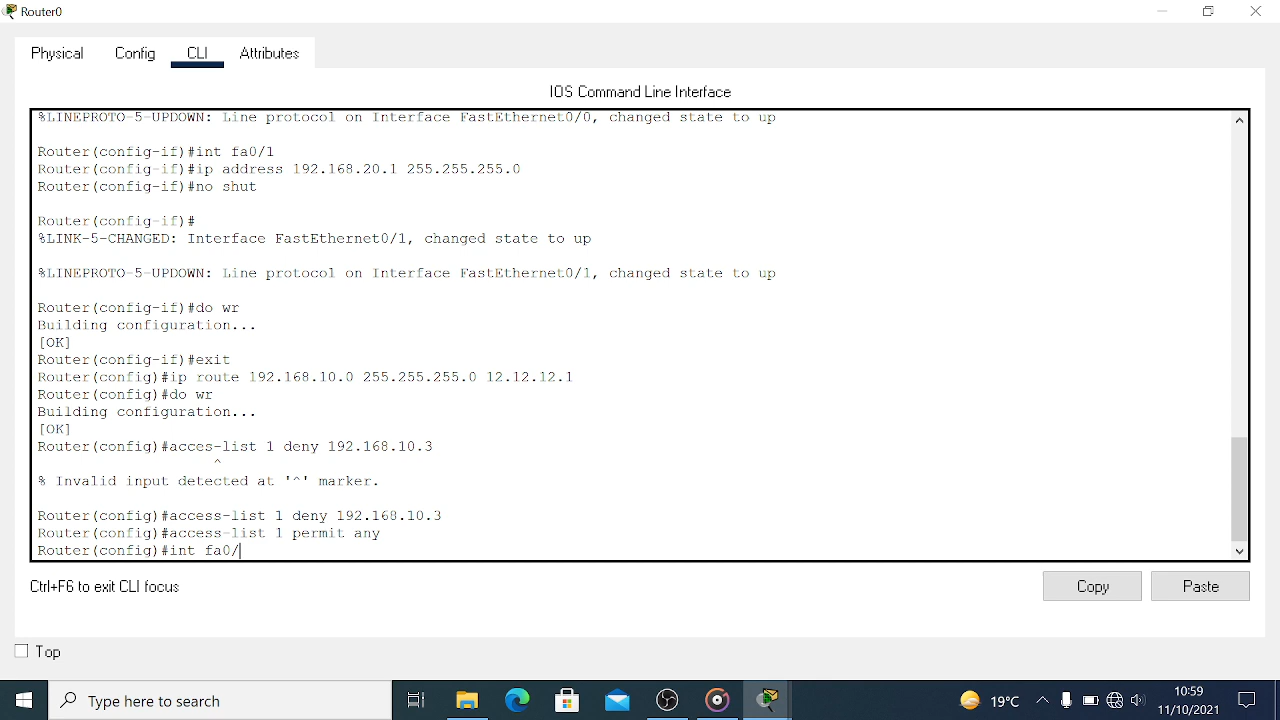 Router0
Physical Config CLI Attributes
IOS Command Line Interface
%LINEPROTO-5-UPDOWN: Line protocol on Interface FastEthernet0/0, changed state to up
Router(config-if)#int fa0/1
Router(config-if)#ip address 192.168.20.1 255.255.255.0
Router(config-if)#no shut
Router(config-if)#
%LINK-5-CHANGED: Interface FastEthernet0/1, changed state to up
%LINEPROTO-5-UPDOWN: Line protocol on Interface FastEthernet0/1, changed state to up
Router(config-if)#do wr
Building configuration...
[OK]
Router(config-if)#exit
Router(config)#ip route 192.168.10.0 255.255.255.0 12.12.12.1
Router(config)#do wr
Building configuration...
[OK]
Router(config)#acces-list 1 deny 192.168.10.3
^
% Invalid input detected at '^' marker.
Router(config)#access-list 1 deny 192.168.10.3
Router(config)#access-list 1 permit any
Router(config)#int fa0/
Ctrl+F6 to exit CLI focus
Copy Paste
Top
Type here to search
19°C
10:59
11/10/2021